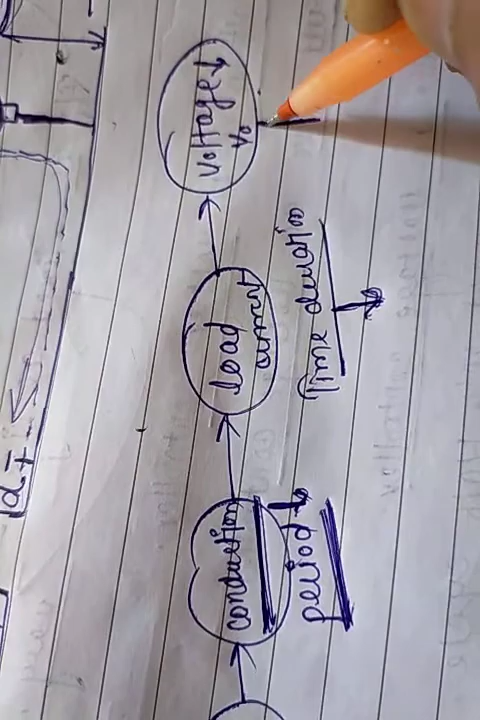 conduction
period ↓
load
current
Time duration
↓
voltage ↓
Vo